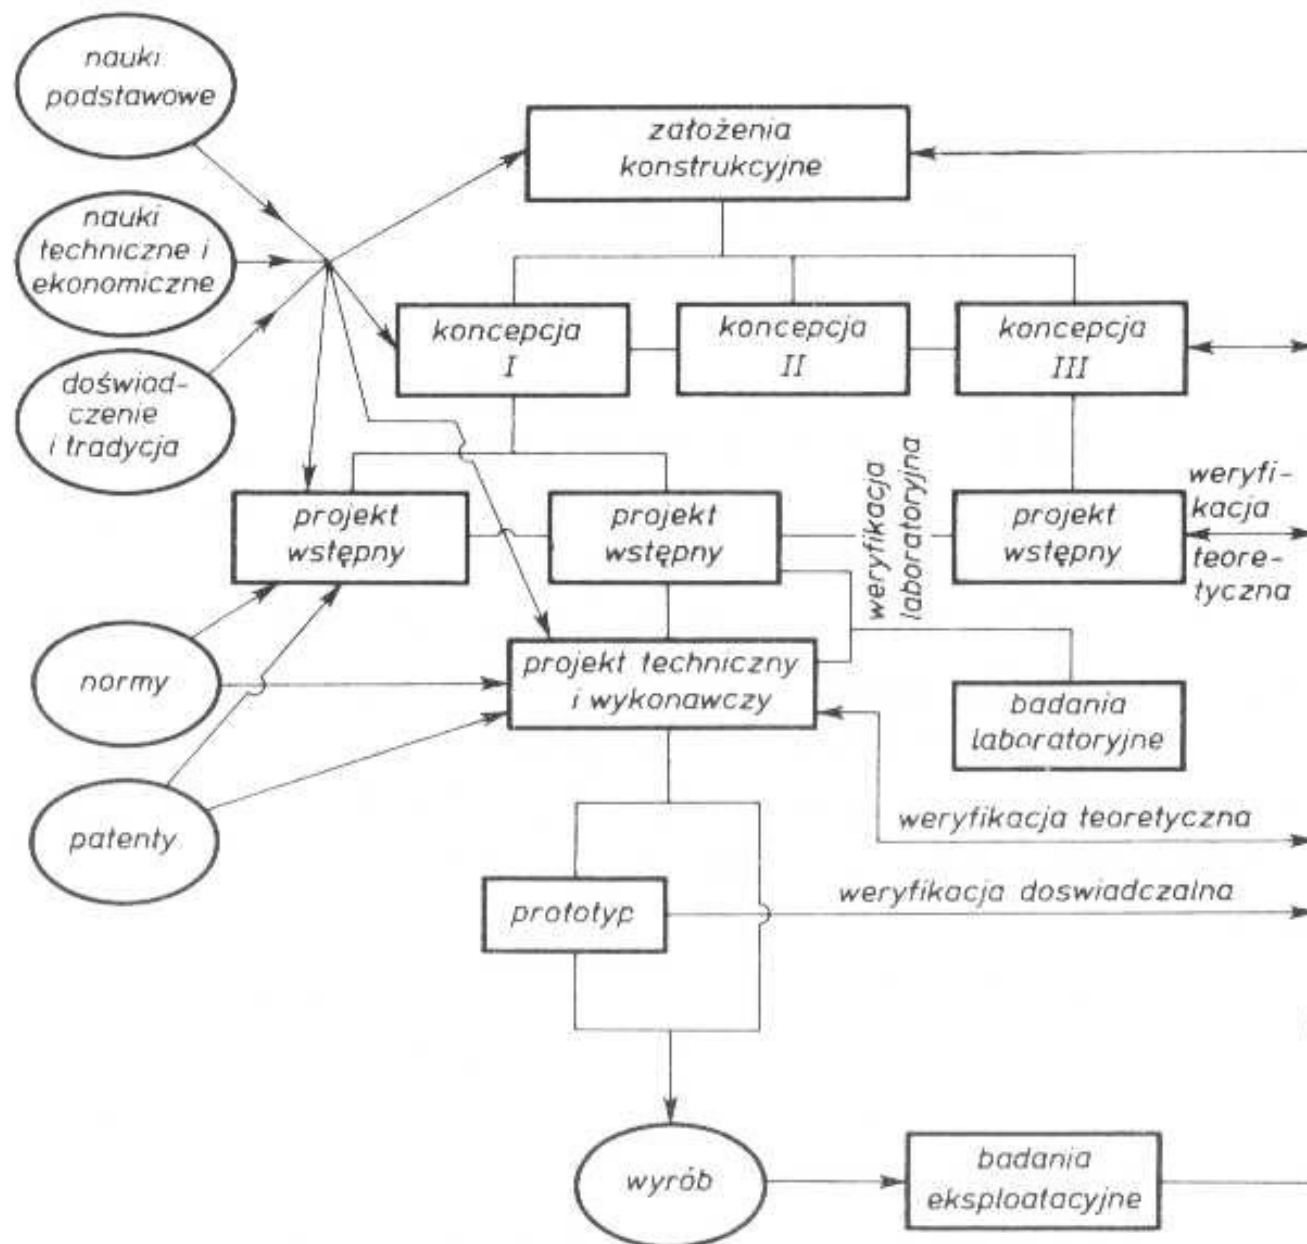 nauki
podstawowe
założenia
konstrukcyjne
nauki
techniczne i
ekonomiczne
koncepcja
I
koncepcja
II
koncepcja
III
doświad-
czenie
i tradycja
weryfikacja
laboratoryjna
weryfi-
kacja
teore-
tyczna
projekt
wstępny
projekt
wstępny
projekt
wstępny
normy
projekt techniczny
i wykonawczy
badania
laboratoryjne
patenty
weryfikacja teoretyczna
weryfikacja doswiadczalna
prototyp
wyrób
badania
eksploatacyjne